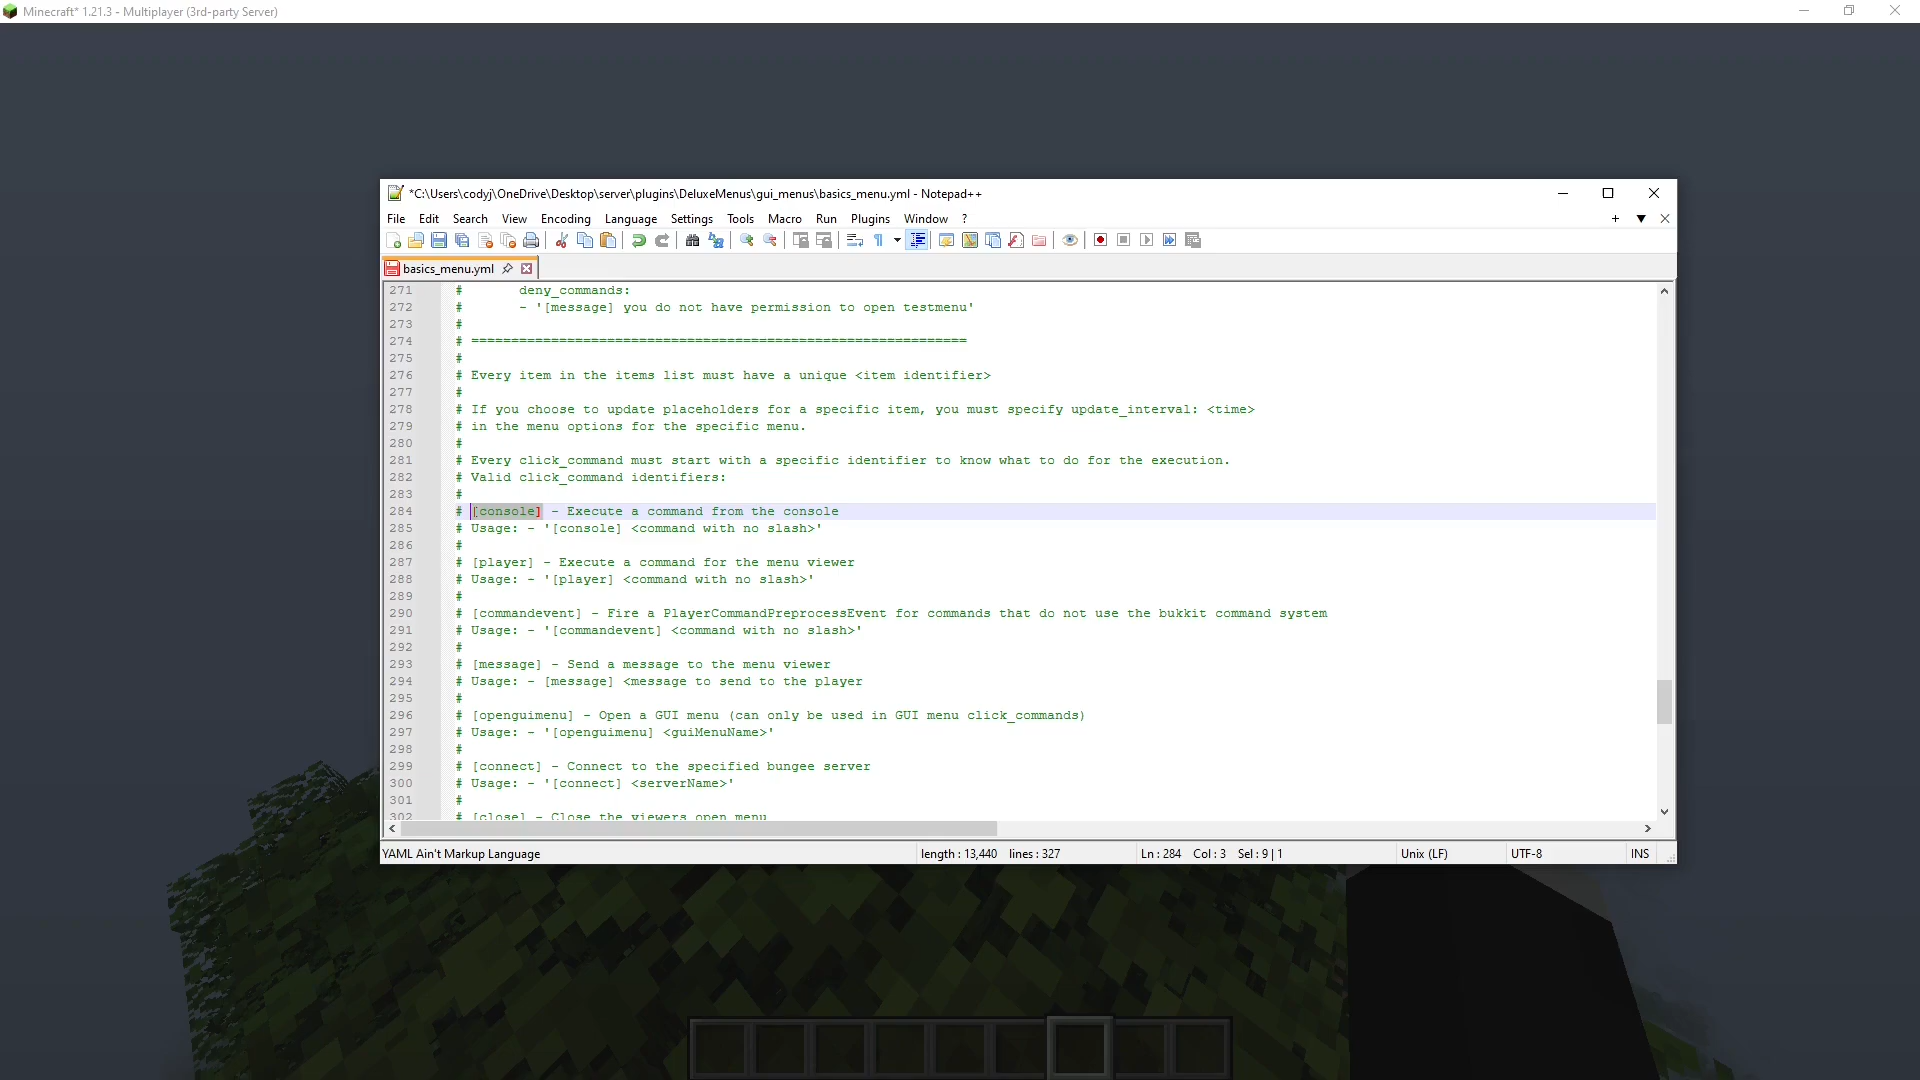 Minecraft* 1.21.3 - Multiplayer (3rd-party Server)
*C:\Users\codyj\OneDrive\Desktop\server\plugins\DeluxeMenus\gui_menus\basics_menu.yml - Notepad++
File Edit Search View Encoding Language Settings Tools Macro Run Plugins Window ?
basics_menu.yml
271 # deny_commands:
272 # - '[message] you do not have permission to open testmenu'
273 #
274 # ==============================================================
275 #
276 # Every item in the items list must have a unique <item identifier>
277 #
278 # If you choose to update placeholders for a specific item, you must specify update_interval: <time>
279 # in the menu options for the specific menu.
280 #
281 # Every click_command must start with a specific identifier to know what to do for the execution.
282 # Valid click_command identifiers:
283 #
284 # [console] - Execute a command from the console
285 # Usage: - '[console] <command with no slash>'
286 #
287 # [player] - Execute a command for the menu viewer
288 # Usage: - '[player] <command with no slash>'
289 #
290 # [commandevent] - Fire a PlayerCommandPreprocessEvent for commands that do not use the bukkit command system
291 # Usage: - '[commandevent] <command with no slash>'
292 #
293 # [message] - Send a message to the menu viewer
294 # Usage: - [message] <message to send to the player
295 #
296 # [openguimenu] - Open a GUI menu (can only be used in GUI menu click_commands)
297 # Usage: - '[openguimenu] <guiMenuName>'
298 #
299 # [connect] - Connect to the specified bungee server
300 # Usage: - '[connect] <serverName>'
301 #
302 # [close] - Close the viewers open menu
YAML Ain't Markup Language length : 13,440 lines : 327 Ln : 284 Col : 3 Sel : 9 | 1 Unix (LF) UTF-8 INS